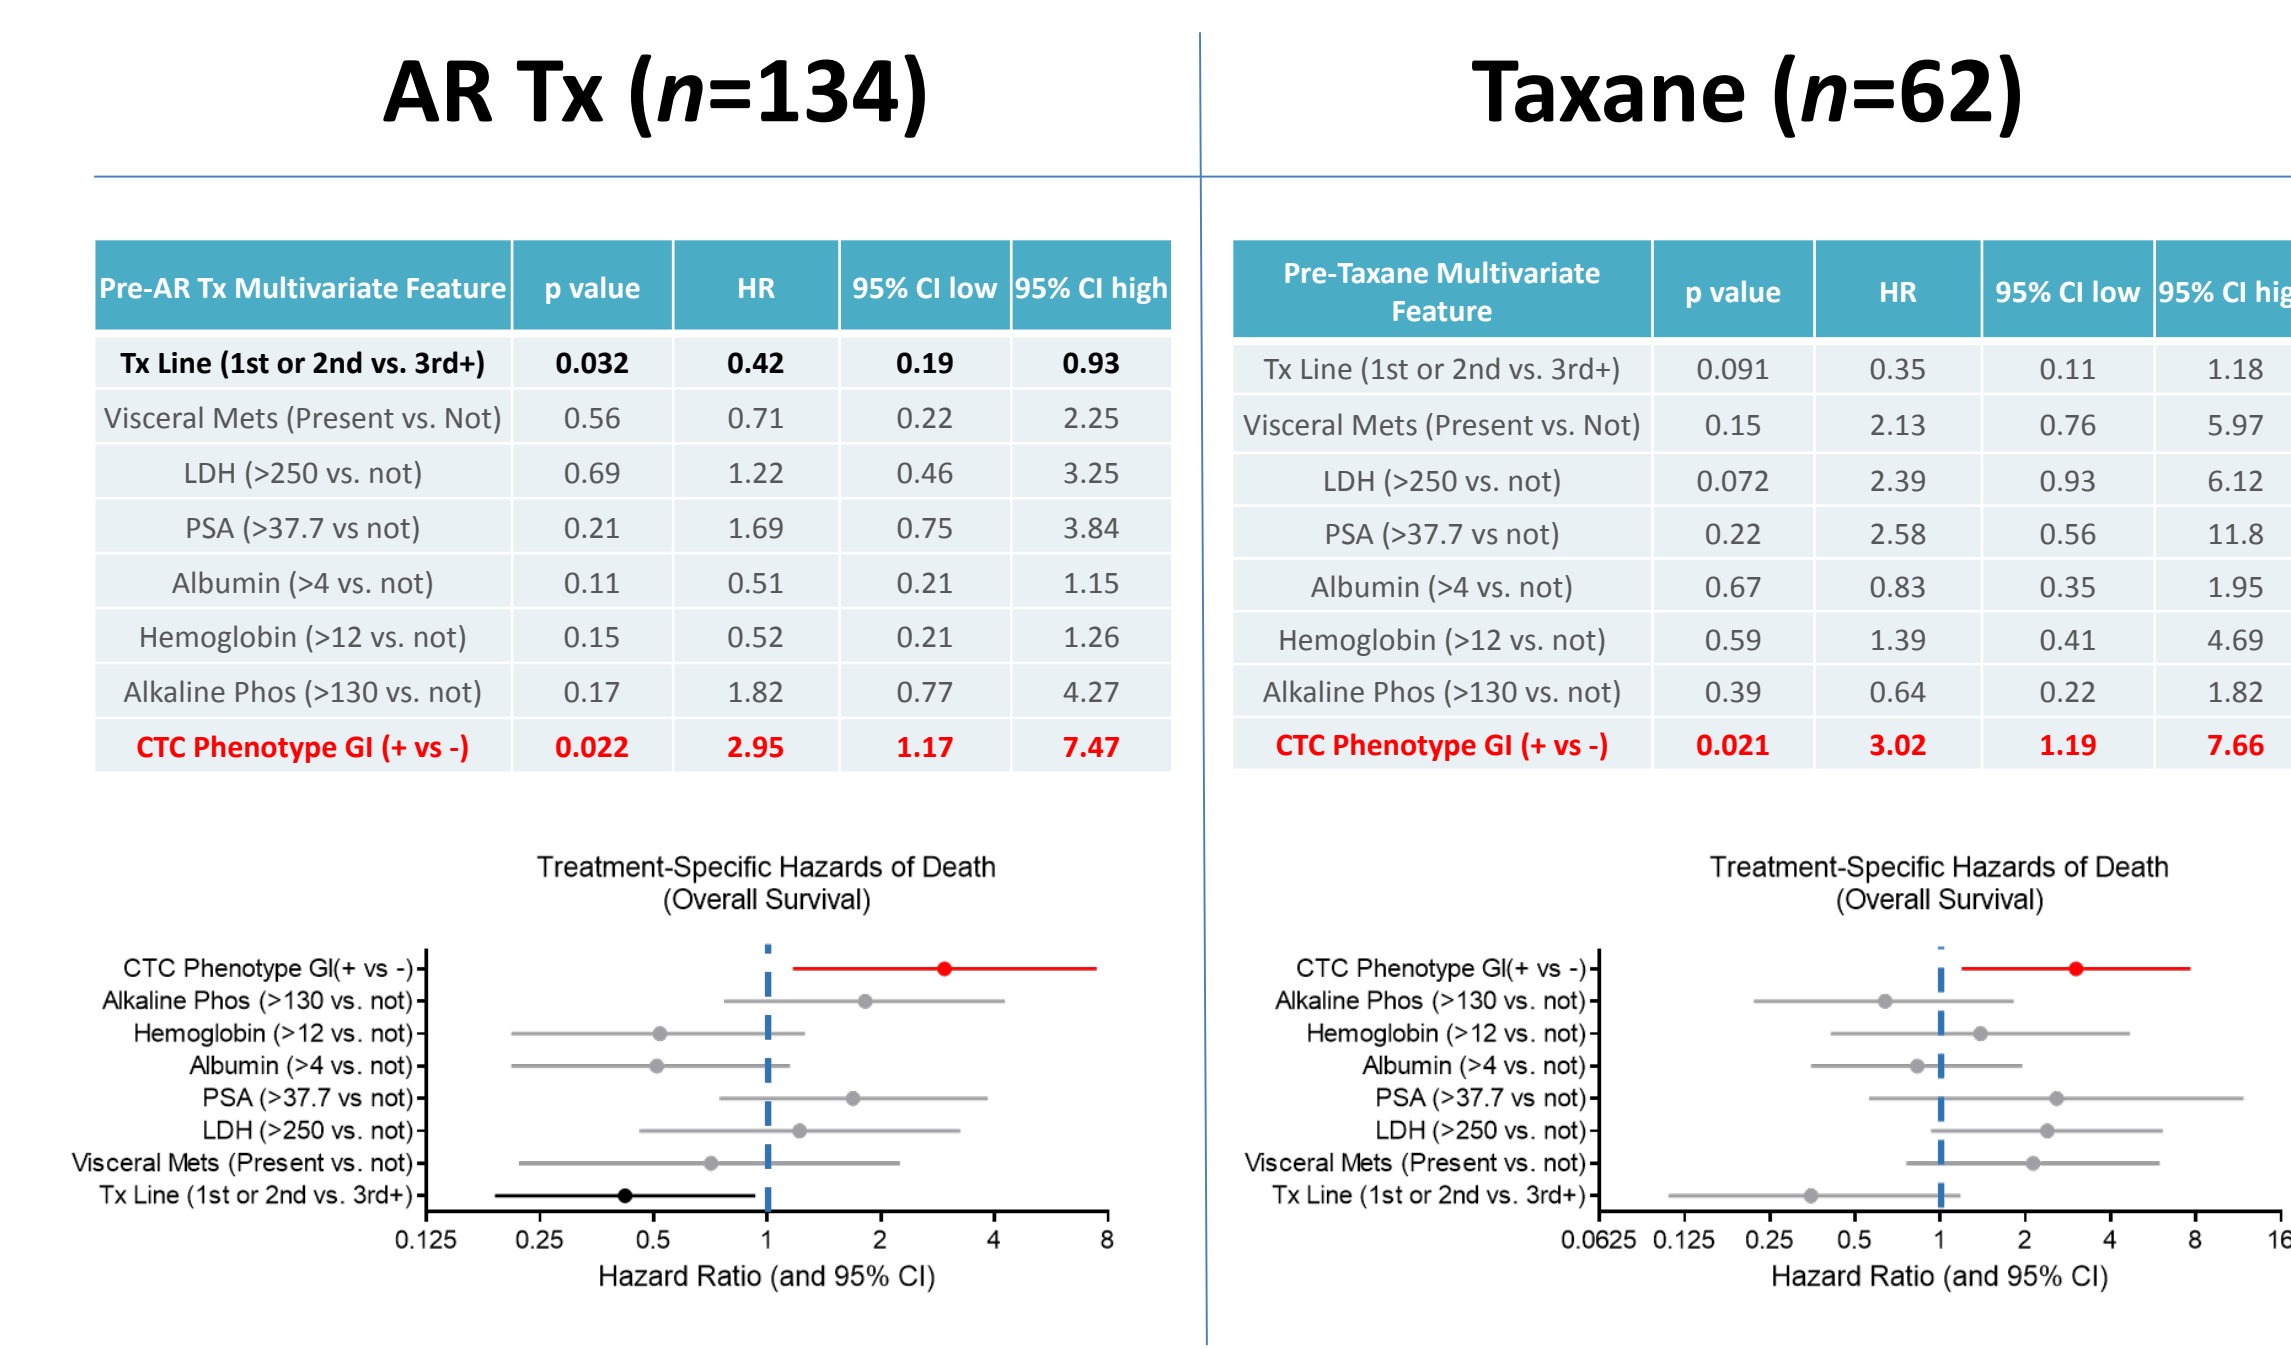 AR Tx (n=134)
Pre-AR Tx Multivariate Feature p value HR 95% CI low 95% CI high
Tx Line (1st or 2nd vs. 3rd+) 0.032 0.42 0.19 0.93
Visceral Mets (Present vs. Not) 0.56 0.71 0.22 2.25
LDH (>250 vs. not) 0.69 1.22 0.46 3.25
PSA (>37.7 vs not) 0.21 1.69 0.75 3.84
Albumin (>4 vs. not) 0.11 0.51 0.21 1.15
Hemoglobin (>12 vs. not) 0.15 0.52 0.21 1.26
Alkaline Phos (>130 vs. not) 0.17 1.82 0.77 4.27
CTC Phenotype GI (+ vs -) 0.022 2.95 1.17 7.47
Treatment-Specific Hazards of Death
(Overall Survival)
CTC Phenotype GI(+ vs -)
Alkaline Phos (>130 vs. not)
Hemoglobin (>12 vs. not)
Albumin (>4 vs. not)
PSA (>37.7 vs not)
LDH (>250 vs. not)
Visceral Mets (Present vs. not)
Tx Line (1st or 2nd vs. 3rd+)
0.125 0.25 0.5 1 2 4 8
Hazard Ratio (and 95% CI)
Taxane (n=62)
Pre-Taxane Multivariate
Feature p value HR 95% CI low 95% CI hig
Tx Line (1st or 2nd vs. 3rd+) 0.091 0.35 0.11 1.18
Visceral Mets (Present vs. Not) 0.15 2.13 0.76 5.97
LDH (>250 vs. not) 0.072 2.39 0.93 6.12
PSA (>37.7 vs not) 0.22 2.58 0.56 11.8
Albumin (>4 vs. not) 0.67 0.83 0.35 1.95
Hemoglobin (>12 vs. not) 0.59 1.39 0.41 4.69
Alkaline Phos (>130 vs. not) 0.39 0.64 0.22 1.82
CTC Phenotype GI (+ vs -) 0.021 3.02 1.19 7.66
Treatment-Specific Hazards of Death
(Overall Survival)
CTC Phenotype GI(+ vs -)
Alkaline Phos (>130 vs. not)
Hemoglobin (>12 vs. not)
Albumin (>4 vs. not)
PSA (>37.7 vs not)
LDH (>250 vs. not)
Visceral Mets (Present vs. not)
Tx Line (1st or 2nd vs. 3rd+)
0.0625 0.125 0.25 0.5 1 2 4 8 16
Hazard Ratio (and 95% CI)